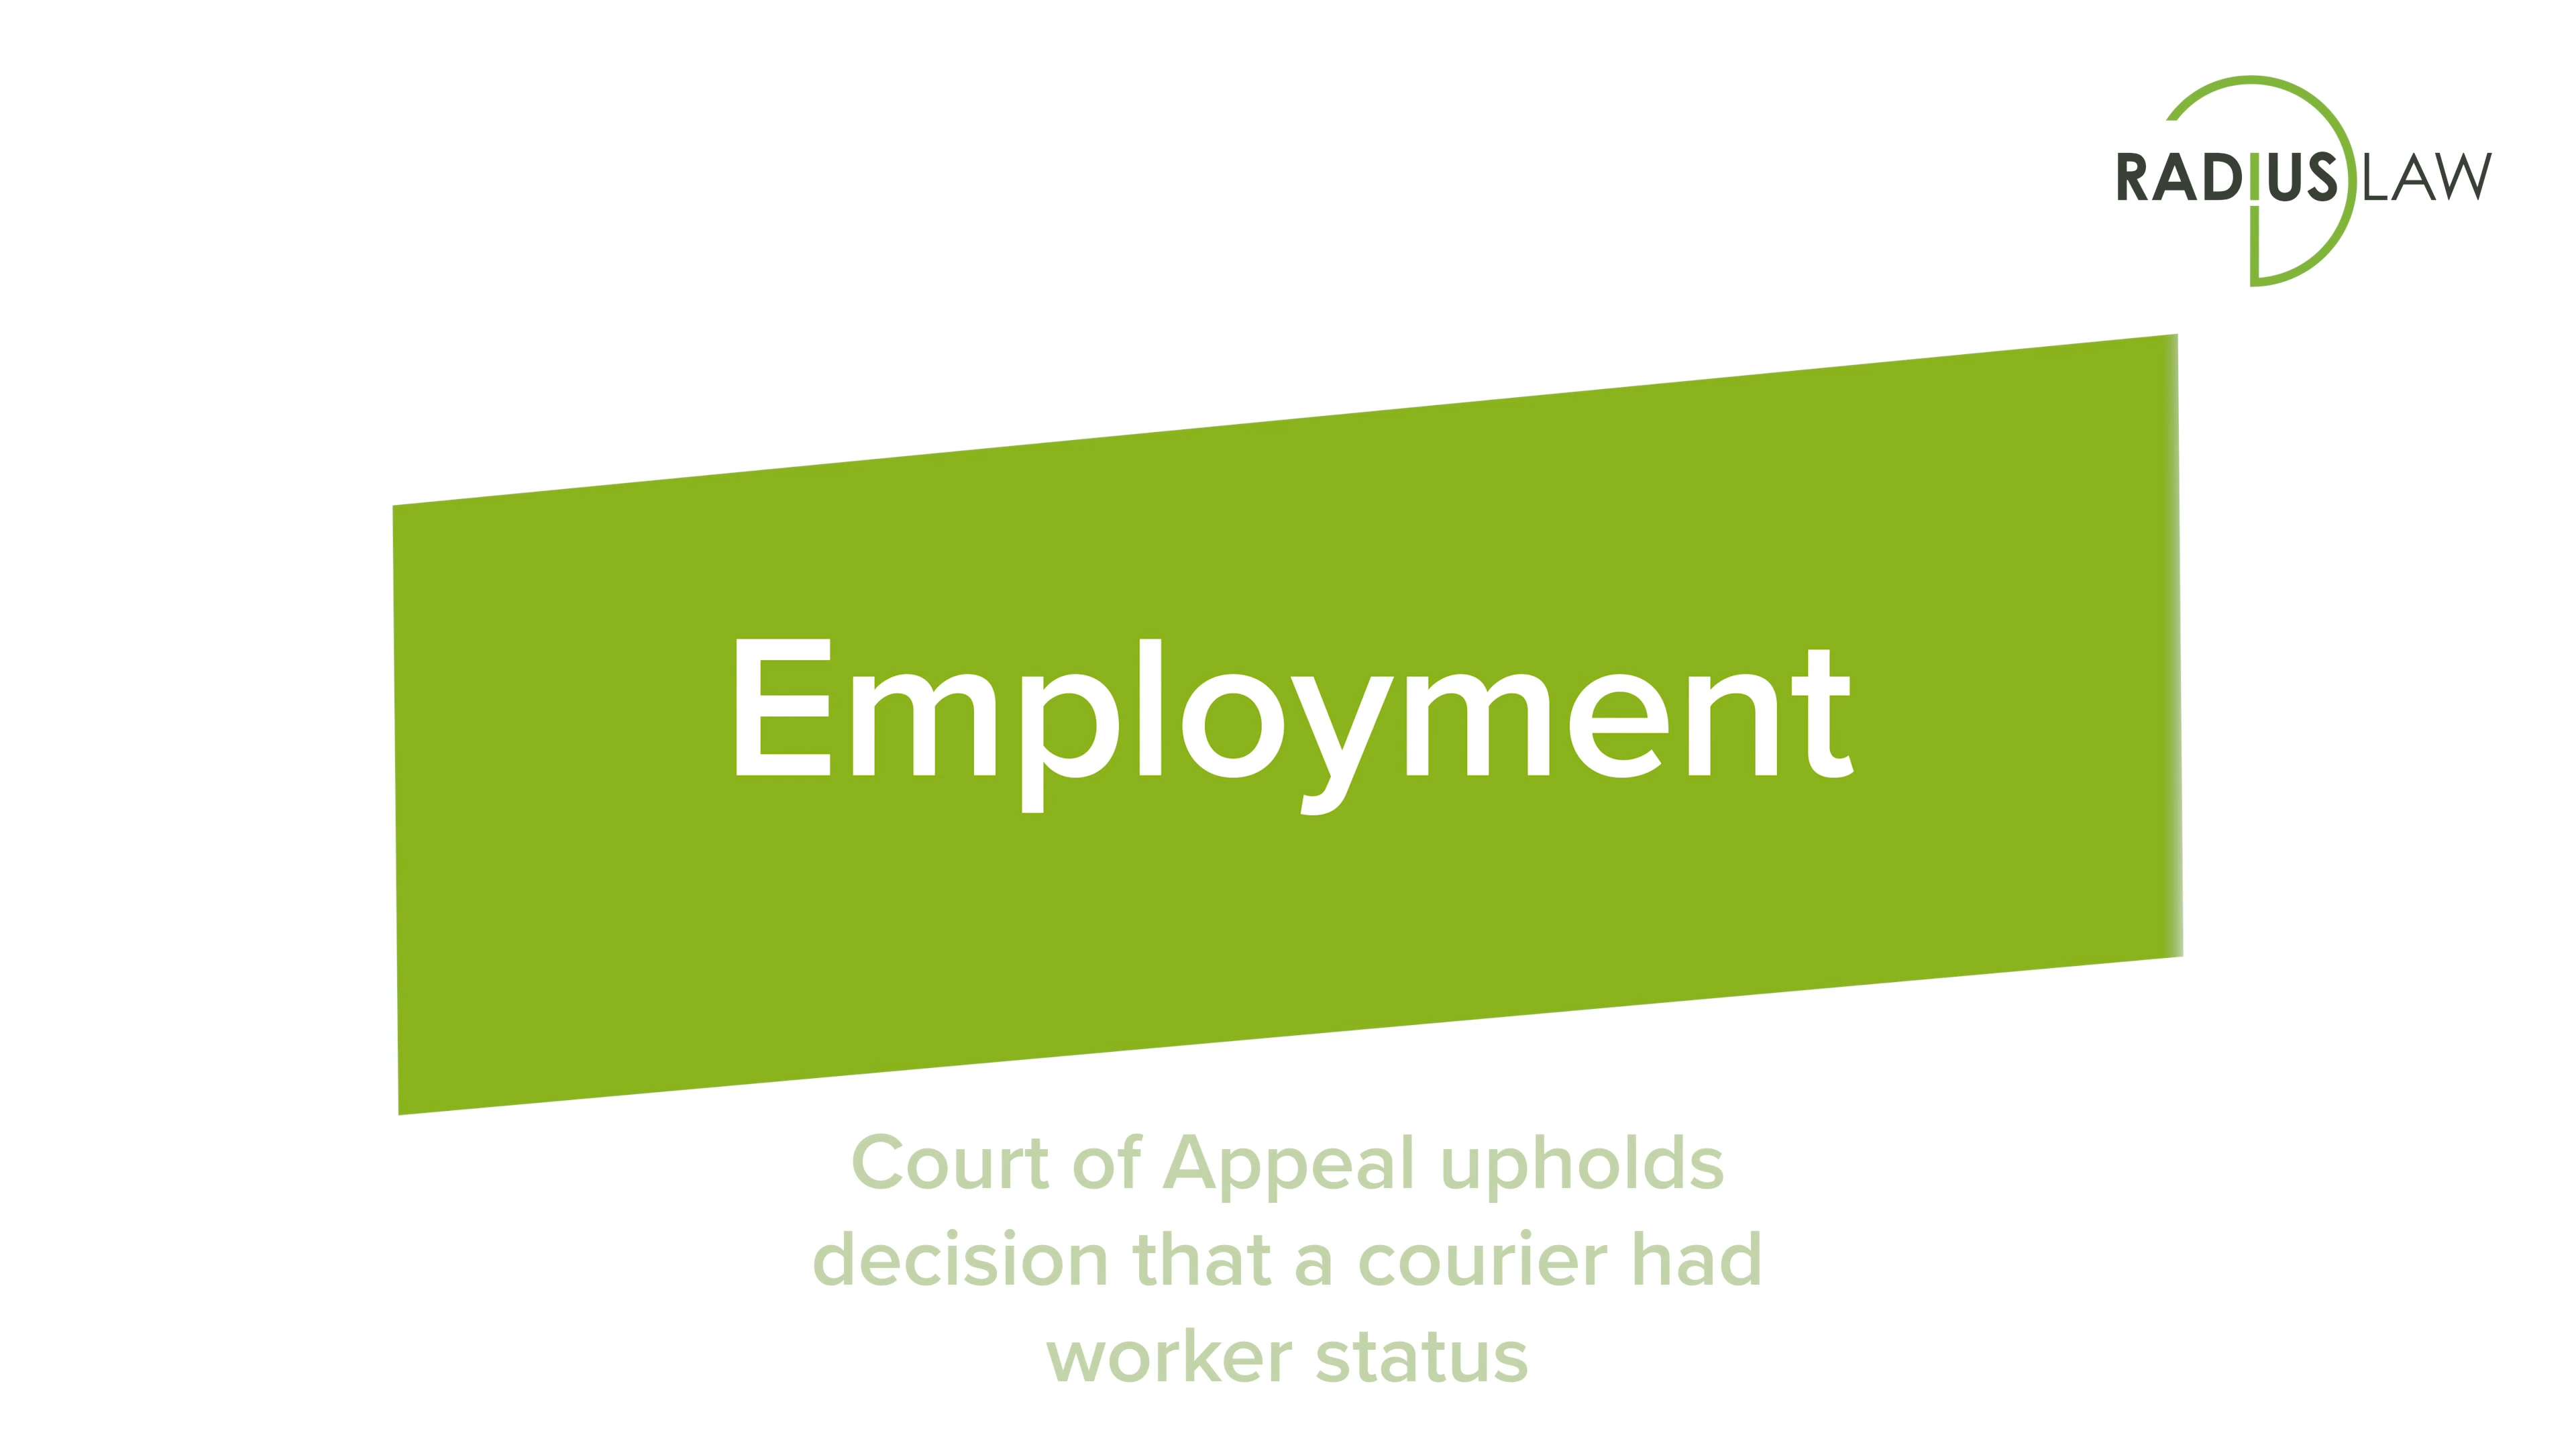 RADIUS LAW
Employment
Court of Appeal upholds
decision that a courier had
worker status